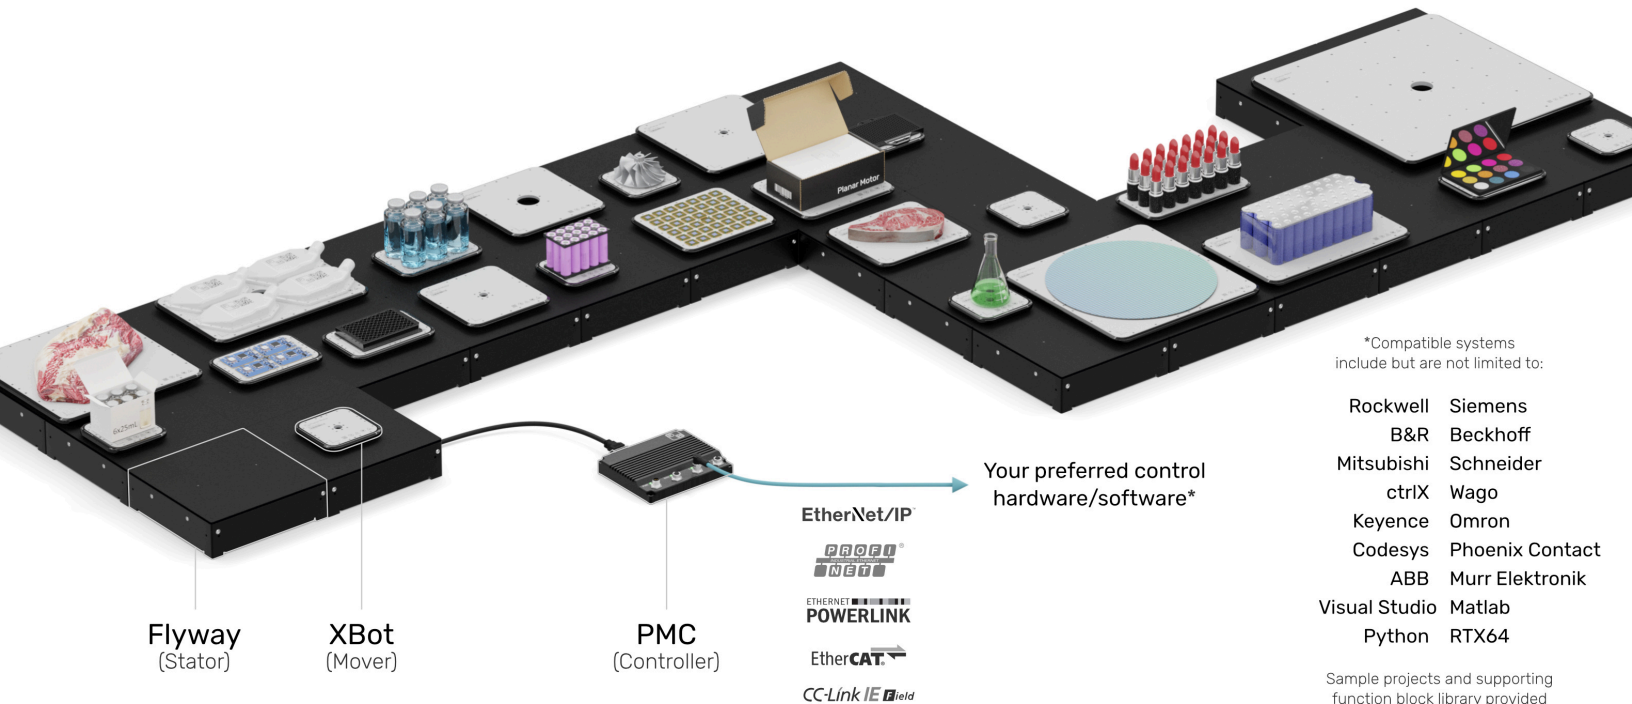 Planar Motor
6x25mL
*Compatible systems
include but are not limited to:
Rockwell Siemens
B&R Beckhoff
Mitsubishi Schneider
ctrlX Wago
Keyence Omron
Codesys Phoenix Contact
ABB Murr Elektronik
Visual Studio Matlab
Python RTX64
Sample projects and supporting
function block library provided
Your preferred control
hardware/software*
EtherNet/IP
PROFI
INDUSTRIAL ETHERNET
NET
ETHERNET
POWERLINK
EtherCAT
CC-Link IE Field
Flyway
(Stator)
XBot
(Mover)
PMC
(Controller)